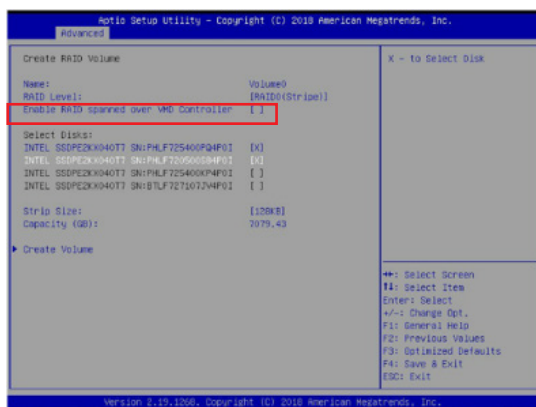 Aptio Setup Utility – Copyright (C) 2018 American Megatrends, Inc.
Advanced
Create RAID Volume
Name: Volume0
RAID Level: [RAID0(Stripe)]
Enable RAID spanned over VMD Controller [ ]
Select Disks:
INTEL SSDPE2KX040T7 SN:PHLF725400PQ4P0I [X]
INTEL SSDPE2KX040T7 SN:PHLF720500S84P0I [X]
INTEL SSDPE2KX040T7 SN:PHLF725400KP4P0I [ ]
INTEL SSDPE2KX040T7 SN:BTLF727107JV4P0I [ ]
Strip Size: [128KB]
Capacity (GB): 7079.43
Create Volume
X - to Select Disk
: Select Screen
: Select Item
Enter: Select
+/-: Change Opt.
F1: General Help
F2: Previous Values
F3: Optimized Defaults
F4: Save & Exit
ESC: Exit
Version 2.19.1268. Copyright (C) 2018 American Megatrends, Inc.